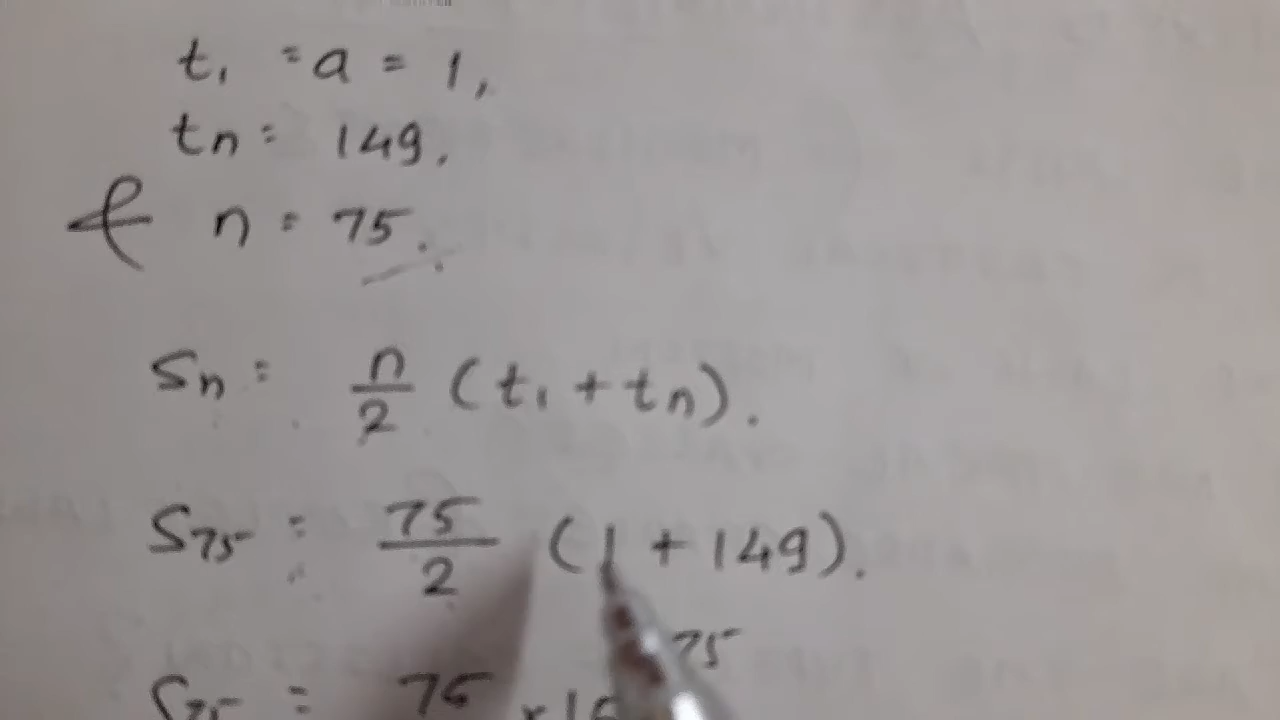 t₁ = a = 1,
tn = 149.
& n = 75.
Sn = n/2 (t₁ + tn).
S75 = 75/2 (1 + 149).
75
S75 = 75